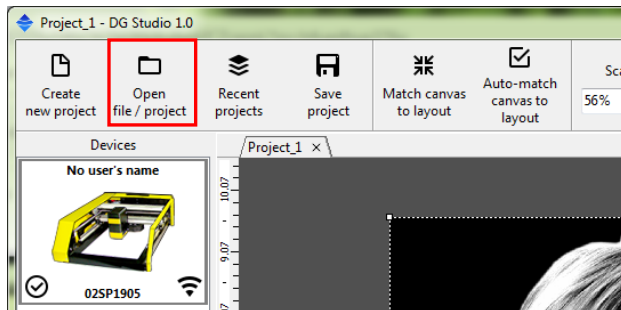 Project_1 - DG Studio 1.0
Create
new project
Open
file / project
Recent
projects
Save
project
Match canvas
to layout
Auto-match
canvas to
layout
56%
Devices
Project_1 ×
No user's name
02SP1905
10.07
9.07